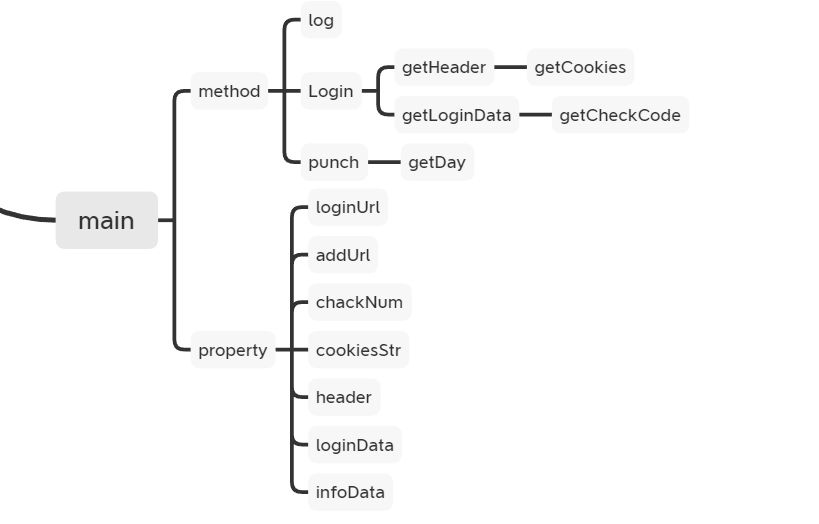 log
getHeader
getCookies
method
Login
getLoginData
getCheckCode
punch
getDay
main
loginUrl
addUrl
chackNum
property
cookiesStr
header
loginData
infoData